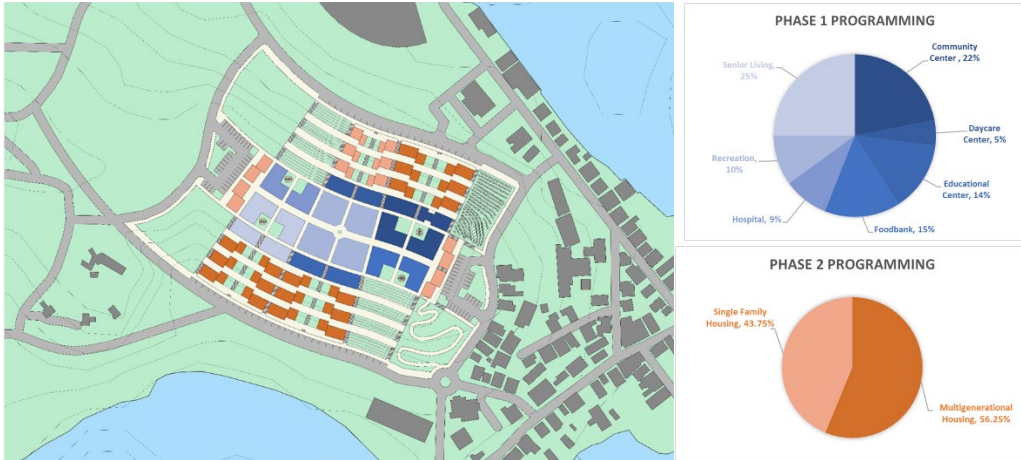 PHASE 1 PROGRAMMING
Community
Center , 22%
Senior Living,
25%
Daycare
Center, 5%
Recreation,
10%
Educational
Center, 14%
Hospital, 9%
Foodbank, 15%
PHASE 2 PROGRAMMING
Single Family
Housing, 43.75%
Multigenerational
Housing, 56.25%